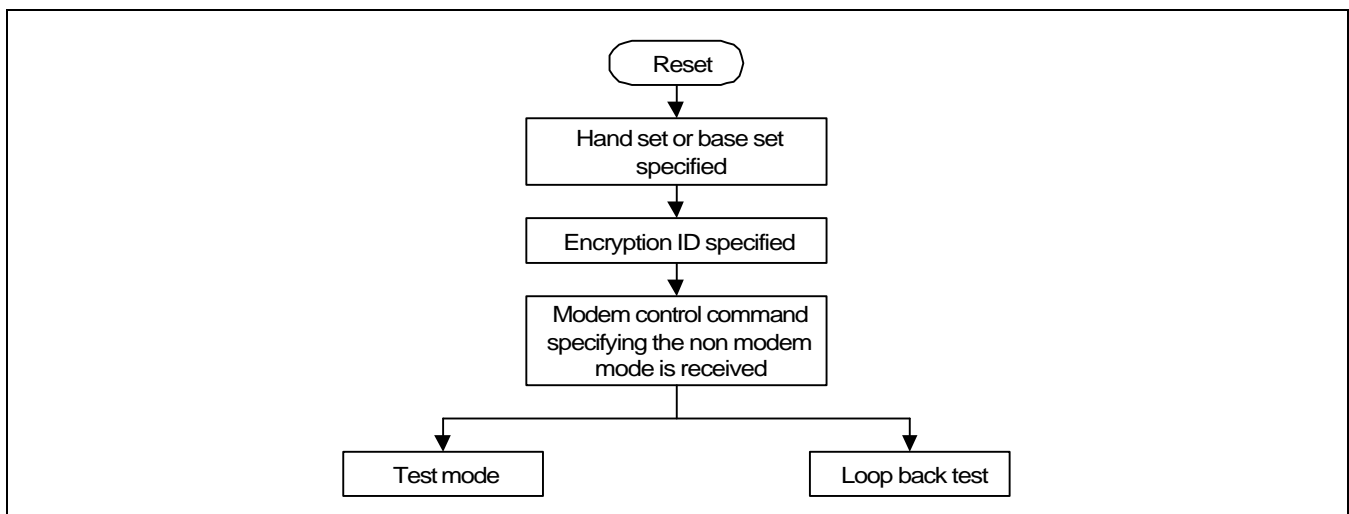 Reset
Hand set or base set
specified
Encryption ID specified
Modem control command
specifying the non modem
mode is received
Test mode
Loop back test